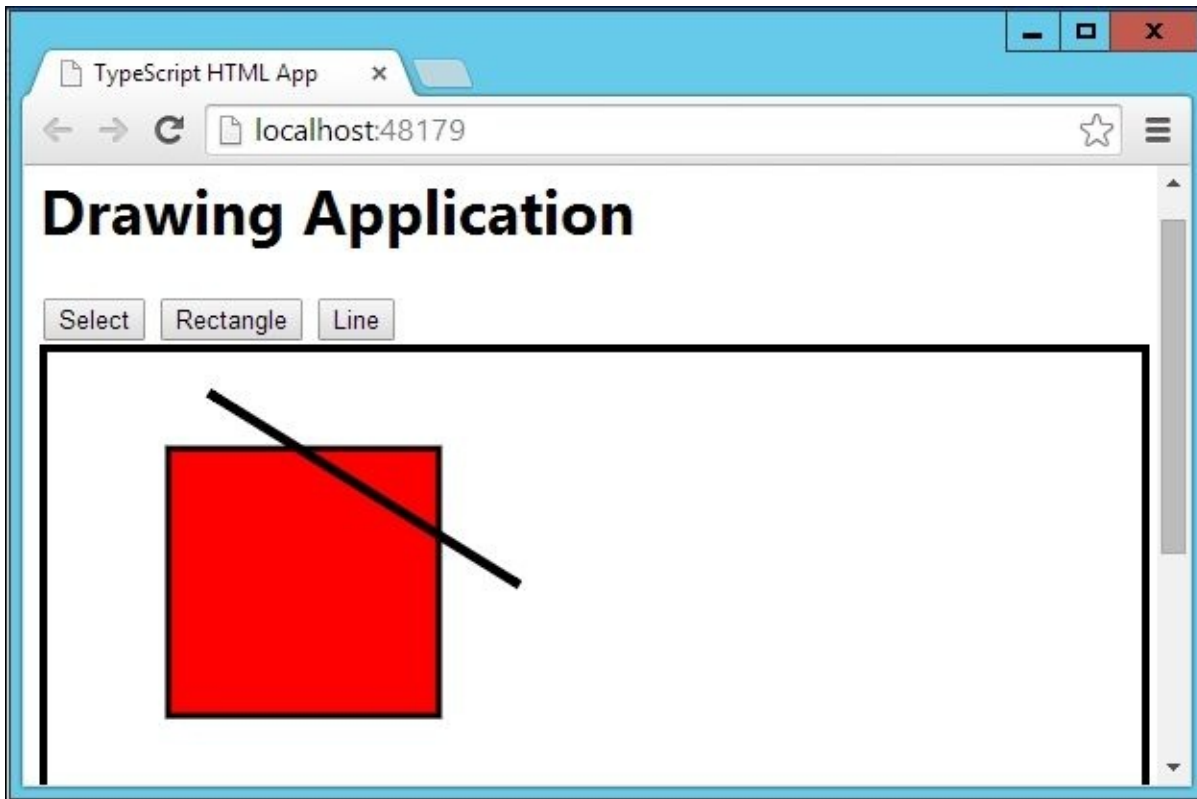 TypeScript HTML App
localhost:48179
Drawing Application
Select Rectangle Line